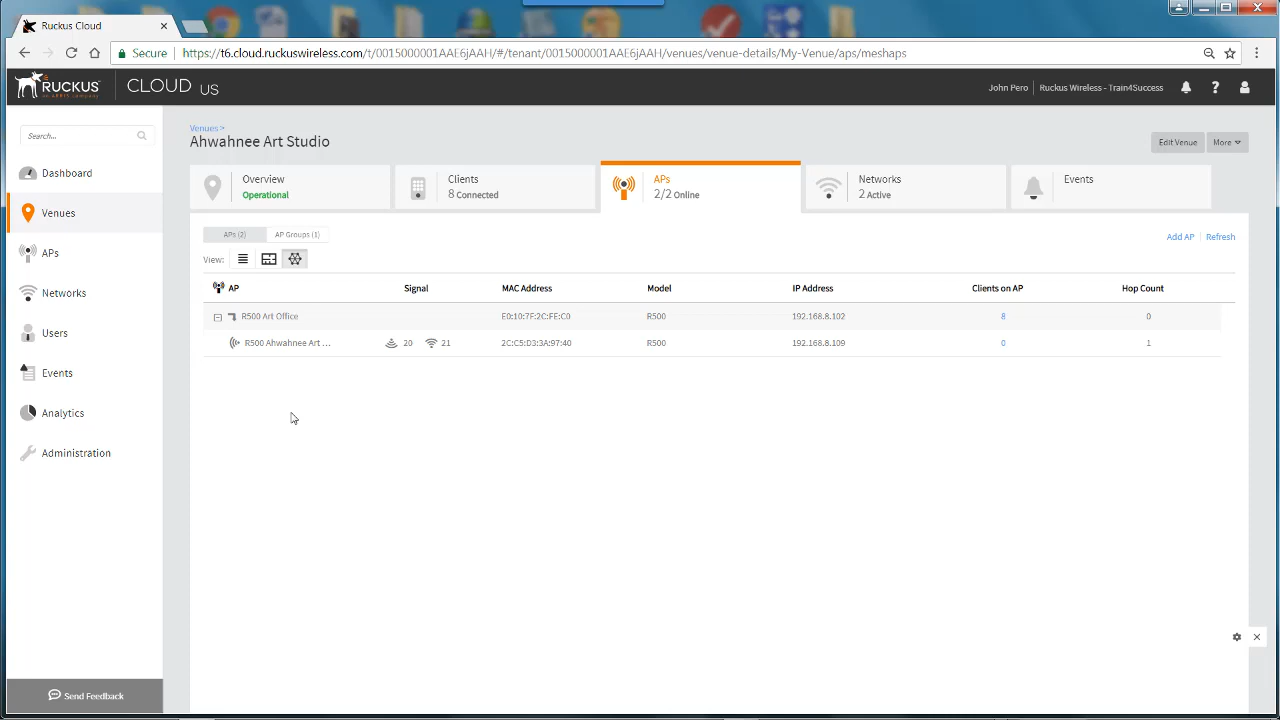 Ruckus Cloud
Secure
https://t6.cloud.ruckuswireless.com/t/0015000001AAE6jAAH/#/tenant/0015000001AAE6jAAH/venues/venue-details/My-Venue/aps/meshaps
RUCKUS
an ARRIS company
CLOUD US
John Pero
Ruckus Wireless - Train4Success
?
Search...
Dashboard
Venues
APs
Networks
Users
Events
Analytics
Administration
Send Feedback
Venues >
Ahwahnee Art Studio
Edit Venue
More
Overview
Operational
Clients
8 Connected
APs
2/2 Online
Networks
2 Active
Events
APs (2)
AP Groups (1)
Add AP
Refresh
View:
AP Signal MAC Address Model IP Address Clients on AP Hop Count
R500 Art Office E0:10:7F:2C:FE:C0 R500 192.168.8.102 8 0
R500 Ahwahnee Art ... 20 21 2C:C5:D3:3A:97:40 R500 192.168.8.109 0 1